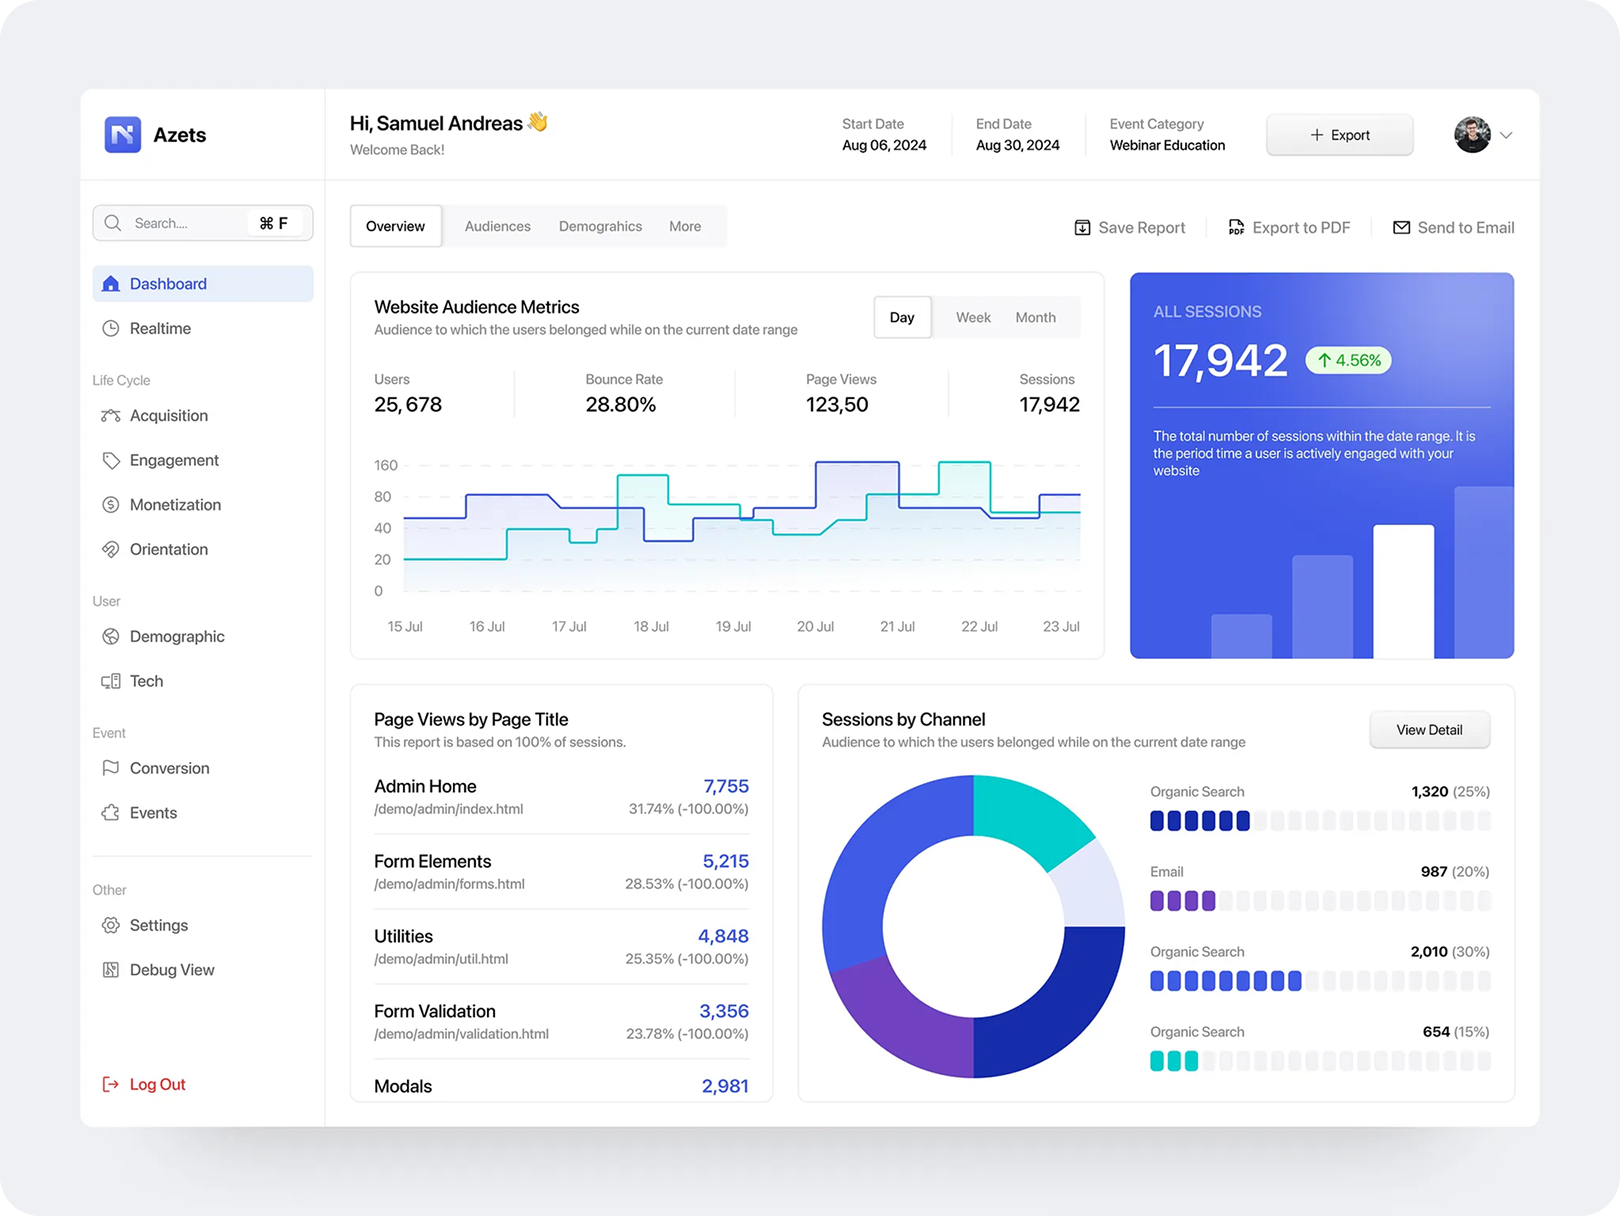 Azets
Hi, Samuel Andreas 👋
Welcome Back!
Start Date
Aug 06, 2024
End Date
Aug 30, 2024
Event Category
Webinar Education
+ Export
Search....
⌘ F
Dashboard
Realtime
Life Cycle
Acquisition
Engagement
Monetization
Orientation
User
Demographic
Tech
Event
Conversion
Events
Other
Settings
Debug View
Log Out
Overview
Audiences
Demograhics
More
Save Report
PDF
Export to PDF
Send to Email
Website Audience Metrics
Audience to which the users belonged while on the current date range
Day
Week
Month
Users
25,678
Bounce Rate
28.80%
Page Views
123,50
Sessions
17,942
160
80
40
20
0
15 Jul
16 Jul
17 Jul
18 Jul
19 Jul
20 Jul
21 Jul
22 Jul
23 Jul
ALL SESSIONS
17,942
↑ 4.56%
The total number of sessions within the date range. It is
the period time a user is actively engaged with your
website
Page Views by Page Title
This report is based on 100% of sessions.
Admin Home
7,755
/demo/admin/index.html
31.74% (-100.00%)
Form Elements
5,215
/demo/admin/forms.html
28.53% (-100.00%)
Utilities
4,848
/demo/admin/util.html
25.35% (-100.00%)
Form Validation
3,356
/demo/admin/validation.html
23.78% (-100.00%)
Modals
2,981
Sessions by Channel
Audience to which the users belonged while on the current date range
View Detail
Organic Search
1,320 (25%)
Email
987 (20%)
Organic Search
2,010 (30%)
Organic Search
654 (15%)